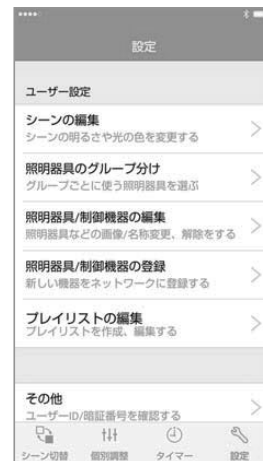 設定
ユーザー設定
シーンの編集
シーンの明るさや光の色を変更する
照明器具のグループ分け
グループごとに使う照明器具を選ぶ
照明器具/制御機器の編集
照明器具などの画像/名称変更、解除をする
照明器具/制御機器の登録
新しい機器をネットワークに登録する
プレイリストの編集
プレイリストを作成、編集する
その他
ユーザーID/暗証番号を確認する
シーン切替 個別調整 タイマー 設定